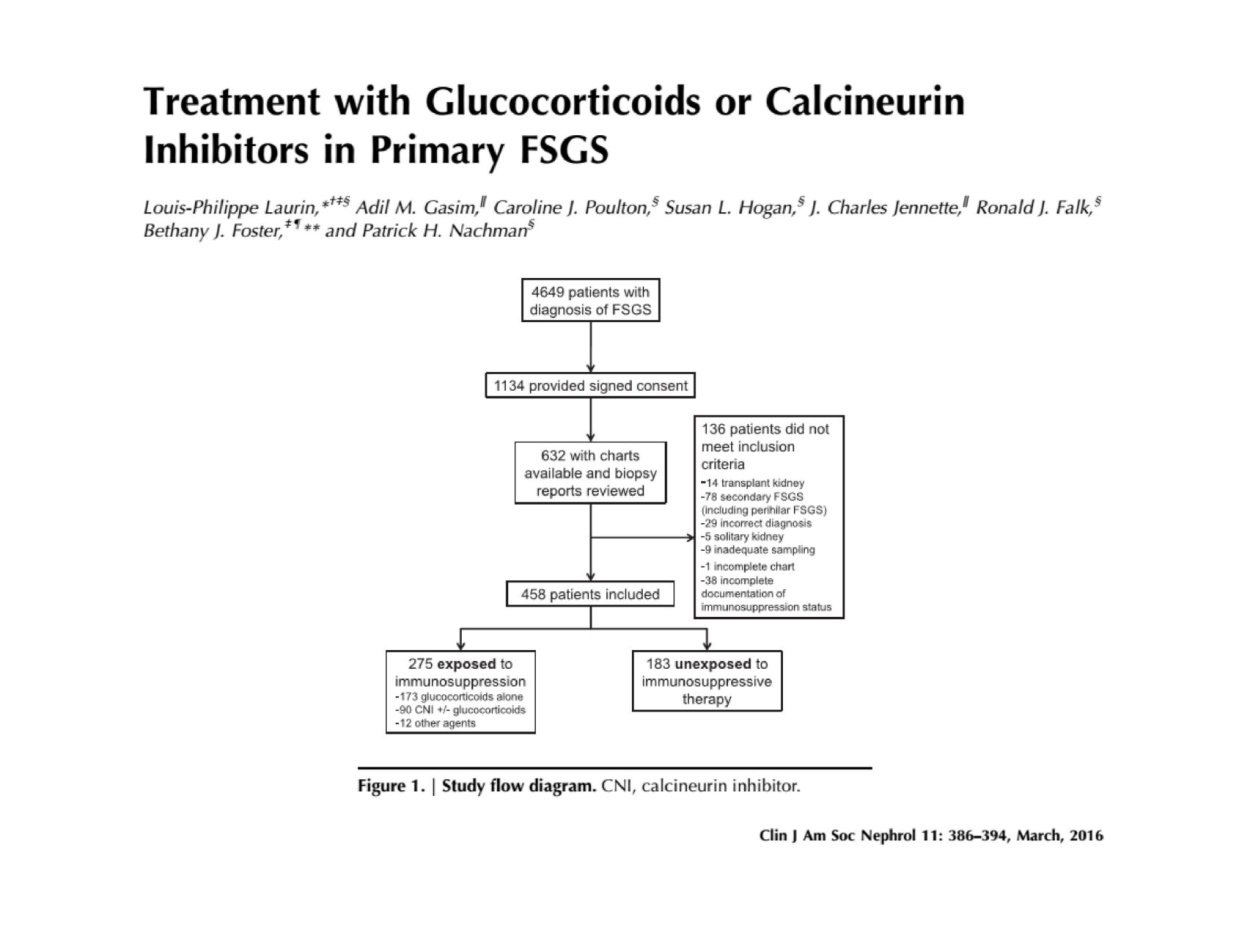 Treatment with Glucocorticoids or Calcineurin
Inhibitors in Primary FSGS
Louis-Philippe Laurin,*†‡§ Adil M. Gasim,‖ Caroline J. Poulton,§ Susan L. Hogan,§ J. Charles Jennette,‖ Ronald J. Falk,§
Bethany J. Foster,‡¶** and Patrick H. Nachman§
4649 patients with
diagnosis of FSGS
1134 provided signed consent
632 with charts
available and biopsy
reports reviewed
136 patients did not
meet inclusion
criteria
-14 transplant kidney
-78 secondary FSGS
(including perihilar FSGS)
-29 incorrect diagnosis
-5 solitary kidney
-9 inadequate sampling
-1 incomplete chart
-38 incomplete
documentation of
immunosuppression status
458 patients included
275 exposed to
immunosuppression
-173 glucocorticoids alone
-90 CNI +/- glucocorticoids
-12 other agents
183 unexposed to
immunosuppressive
therapy
Figure 1. | Study flow diagram. CNI, calcineurin inhibitor.
Clin J Am Soc Nephrol 11: 386–394, March, 2016